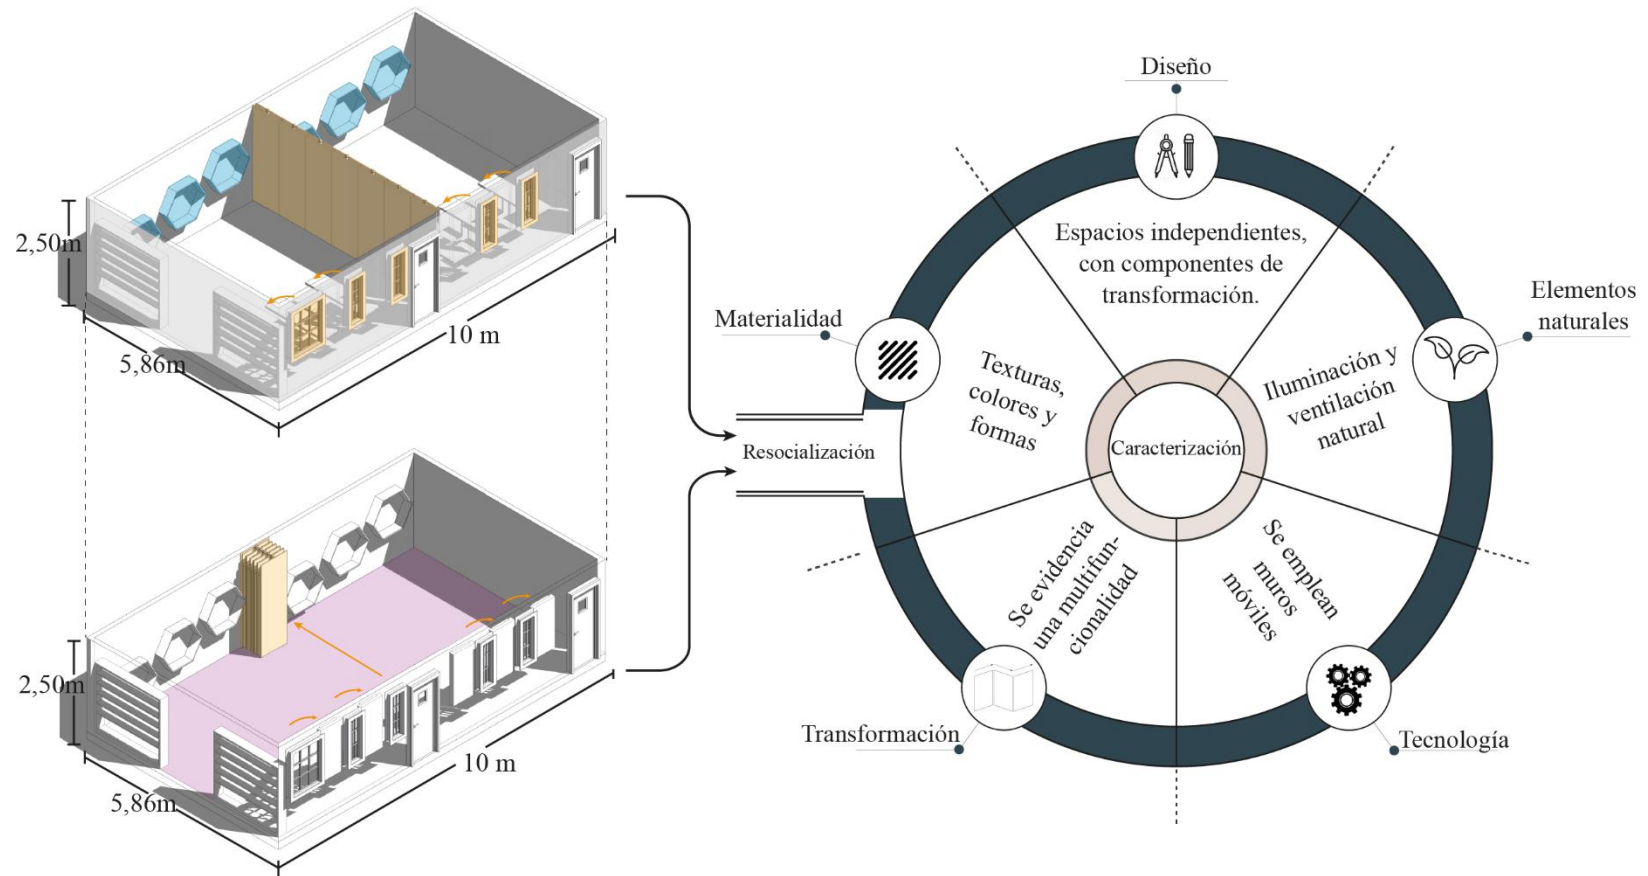 2,50m
5,86m
10 m
2,50m
5,86m
10 m
Resocialización
Diseño
Espacios independientes,
con componentes de
transformación.
Materialidad
Texturas,
colores y
formas
Elementos
naturales
Iluminación y
ventilación
natural
Caracterización
Se evidencia
una multifun-
cionalidad
Transformación
Se emplean
muros
móviles
Tecnología